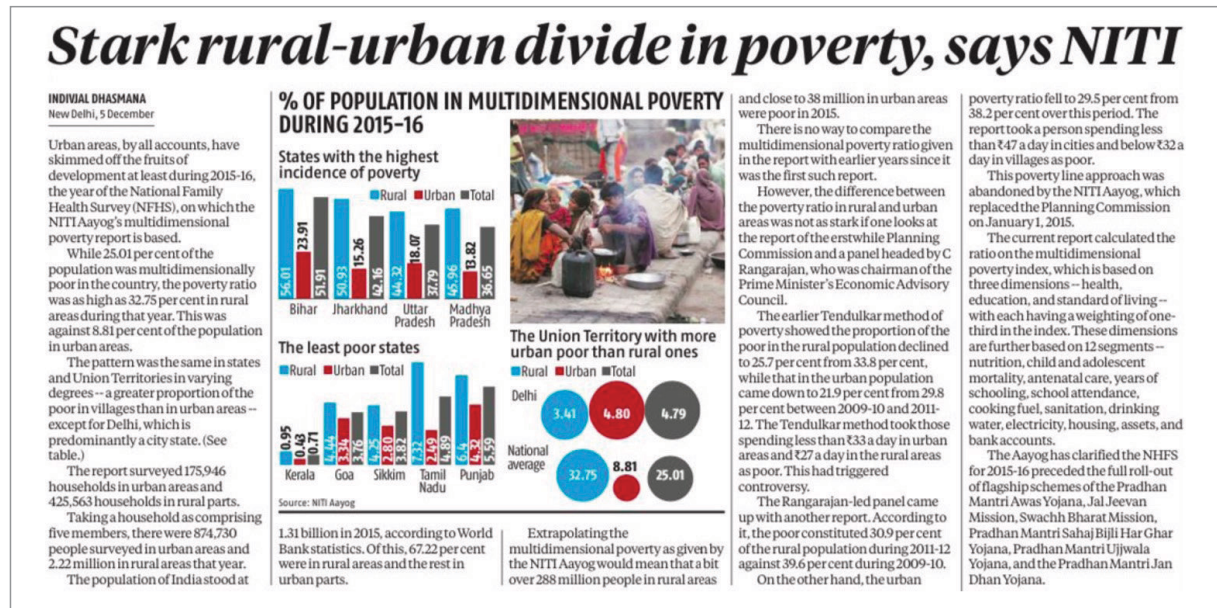 Stark rural-urban divide in poverty, says NITI
INDIVJAL DHASMANA
New Delhi, 5 December
Urban areas, by all accounts, have
skimmed off the fruits of
development at least during 2015-16,
the year of the National Family
Health Survey (NFHS), on which the
NITI Aayog's multidimensional
poverty report is based.
While 25.01 per cent of the
population was multidimensionally
poor in the country, the poverty ratio
was as high as 32.75 per cent in rural
areas during that year. This was
against 8.81 per cent of the population
in urban areas.
The pattern was the same in states
and Union Territories in varying
degrees -- a greater proportion of the
poor in villages than in urban areas --
except for Delhi, which is
predominantly a city state. (See
table.)
The report surveyed 175,946
households in urban areas and
425,563 households in rural parts.
Taking a household as comprising
five members, there were 874,730
people surveyed in urban areas and
2.22 million in rural areas that year.
The population of India stood at
% OF POPULATION IN MULTIDIMENSIONAL POVERTY
DURING 2015-16
States with the highest
incidence of poverty
Rural Urban Total
56.01 23.91 51.91 50.93 15.26 42.16 44.32 18.07 37.79 45.96 13.82 36.65
Bihar Jharkhand Uttar Pradesh Madhya Pradesh
The least poor states
Rural Urban Total
0.95 0.43 0.71 4.44 3.34 3.76 4.25 2.80 3.82 7.32 2.49 4.89 6.4 4.32 5.59
Kerala Goa Sikkim Tamil Nadu Punjab
Source: NITI Aayog
The Union Territory with more
urban poor than rural ones
Rural Urban Total
Delhi 3.41 4.80 4.79
National average 32.75 8.81 25.01
1.31 billion in 2015, according to World
Bank statistics. Of this, 67.22 per cent
were in rural areas and the rest in
urban parts.
Extrapolating the
multidimensional poverty as given by
the NITI Aayog would mean that a bit
over 288 million people in rural areas
and close to 38 million in urban areas
were poor in 2015.
There is no way to compare the
multidimensional poverty ratio given
in the report with earlier years since it
was the first such report.
However, the difference between
the poverty ratio in rural and urban
areas was not as stark if one looks at
the report of the erstwhile Planning
Commission and a panel headed by C
Rangarajan, who was chairman of the
Prime Minister's Economic Advisory
Council.
The earlier Tendulkar method of
poverty showed the proportion of the
poor in the rural population declined
to 25.7 per cent from 33.8 per cent,
while that in the urban population
came down to 21.9 per cent from 29.8
per cent between 2009-10 and 2011-
12. The Tendulkar method took those
spending less than ₹33 a day in urban
areas and ₹27 a day in the rural areas
as poor. This had triggered
controversy.
The Rangarajan-led panel came
up with another report. According to
it, the poor constituted 30.9 per cent
of the rural population during 2011-12
against 39.6 per cent during 2009-10.
On the other hand, the urban
poverty ratio fell to 29.5 per cent from
38.2 per cent over this period. The
report took a person spending less
than ₹47 a day in cities and below ₹32 a
day in villages as poor.
This poverty line approach was
abandoned by the NITI Aayog, which
replaced the Planning Commission
on January 1, 2015.
The current report calculated the
ratio on the multidimensional
poverty index, which is based on
three dimensions -- health,
education, and standard of living --
with each having a weighting of one-
third in the index. These dimensions
are further based on 12 segments --
nutrition, child and adolescent
mortality, antenatal care, years of
schooling, school attendance,
cooking fuel, sanitation, drinking
water, electricity, housing, assets, and
bank accounts.
The Aayog has clarified the NHFS
for 2015-16 preceded the full roll-out
of flagship schemes of the Pradhan
Mantri Awas Yojana, Jal Jeevan
Mission, Swachh Bharat Mission,
Pradhan Mantri Sahaj Bijli Har Ghar
Yojana, Pradhan Mantri Ujjwala
Yojana, and the Pradhan Mantri Jan
Dhan Yojana.